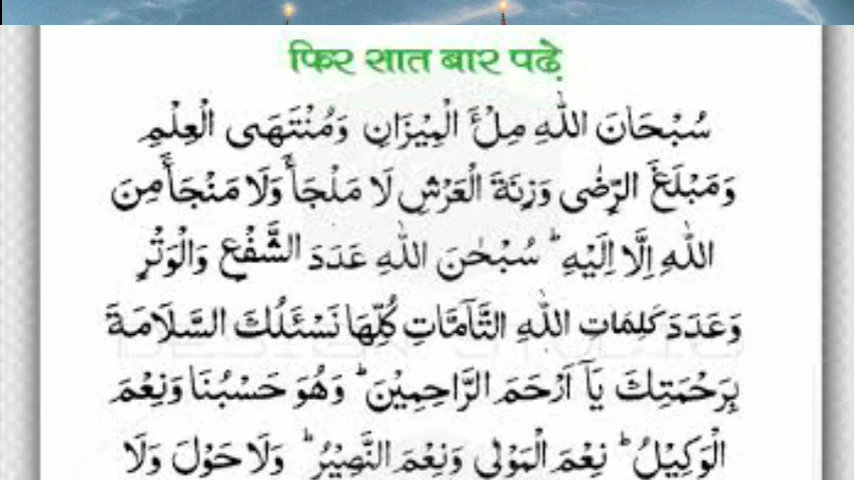 फिर सात बार पढ़े
سُبْحَانَ اللّٰهِ مِلْأَ الْمِيْزَانِ وَمُنْتَهَى الْعِلْمِ
وَمَبْلَغَ الرِّضٰى وَزِنَةَ الْعَرْشِ لَا مَلْجَأَ وَلَا مَنْجَأَ مِنَ
اللّٰهِ اِلَّا اِلَيْهِ ؕ سُبْحٰنَ اللّٰهِ عَدَدَ الشَّفْعِ وَالْوَتْرِ
وَعَدَدَ كَلِمَاتِ اللّٰهِ التَّآمَّاتِ كُلِّهَا نَسْئَلُكَ السَّلَامَةَ
بِرَحْمَتِكَ يَآ اَرْحَمَ الرَّاحِمِيْنَ ؕ وَهُوَ حَسْبُنَا وَنِعْمَ
الْوَكِيْلُ ؕ نِعْمَ الْمَوْلٰى وَنِعْمَ النَّصِيْرُ ؕ وَلَا حَوْلَ وَلَا